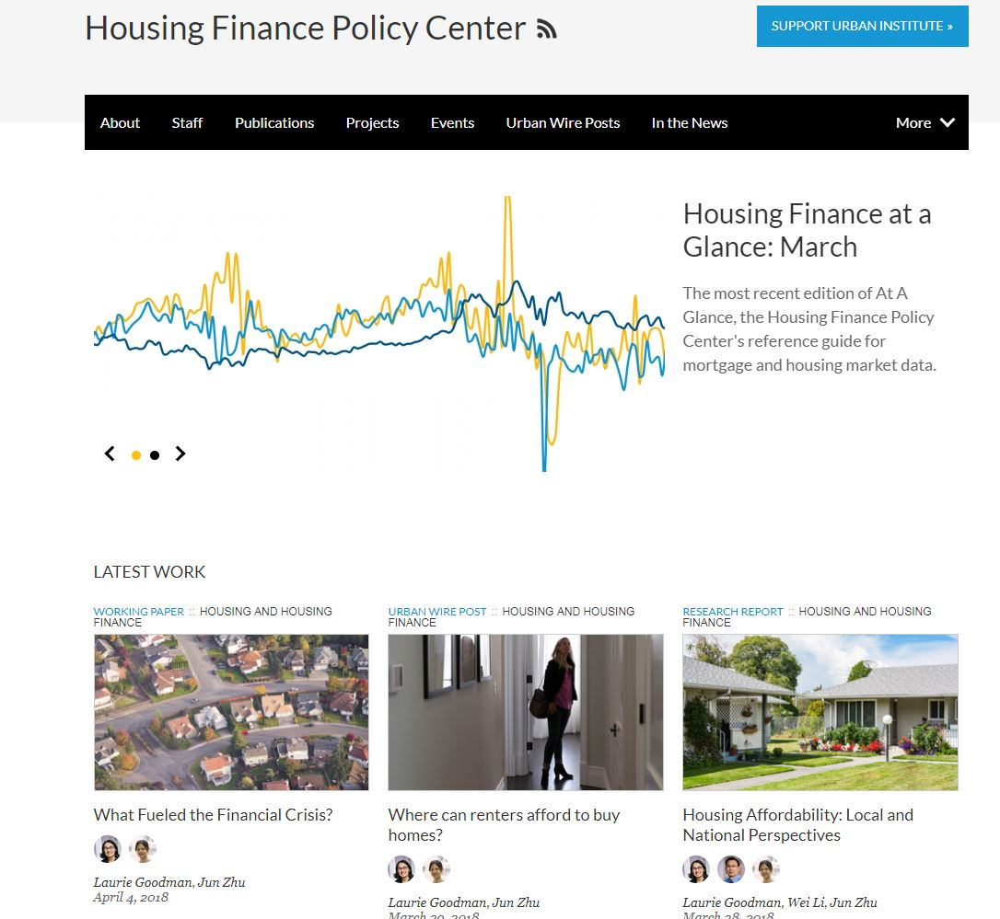 Housing Finance Policy Center
SUPPORT URBAN INSTITUTE »
About Staff Publications Projects Events Urban Wire Posts In the News More
Housing Finance at a
Glance: March
The most recent edition of At A
Glance, the Housing Finance Policy
Center's reference guide for
mortgage and housing market data.
LATEST WORK
WORKING PAPER :: HOUSING AND HOUSING
FINANCE
What Fueled the Financial Crisis?
Laurie Goodman, Jun Zhu
April 4, 2018
URBAN WIRE POST :: HOUSING AND HOUSING
FINANCE
Where can renters afford to buy
homes?
Laurie Goodman, Jun Zhu
March 29, 2018
RESEARCH REPORT :: HOUSING AND HOUSING
FINANCE
Housing Affordability: Local and
National Perspectives
Laurie Goodman, Wei Li, Jun Zhu
March 28, 2018